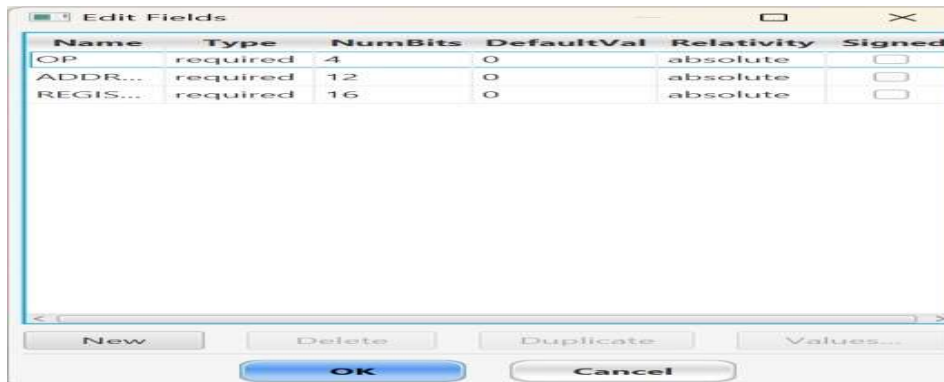 Edit Fields
Name Type NumBits DefaultVal Relativity Signed
OP required 4 0 absolute
ADDR... required 12 0 absolute
REGIS... required 16 0 absolute
New Delete Duplicate Values...
OK Cancel